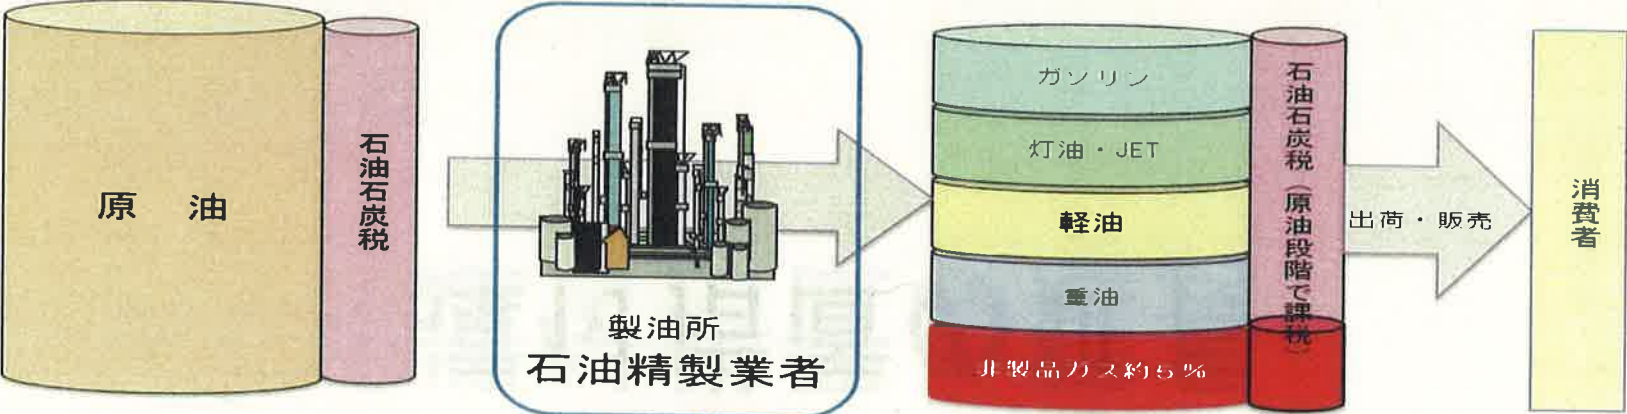 原 油
石油石炭税
製油所
石油精製業者
ガソリン
灯油・JET
軽油
重油
非製品ガス約5%
石油石炭税(原油段階で課税)
出荷・販売
消費者